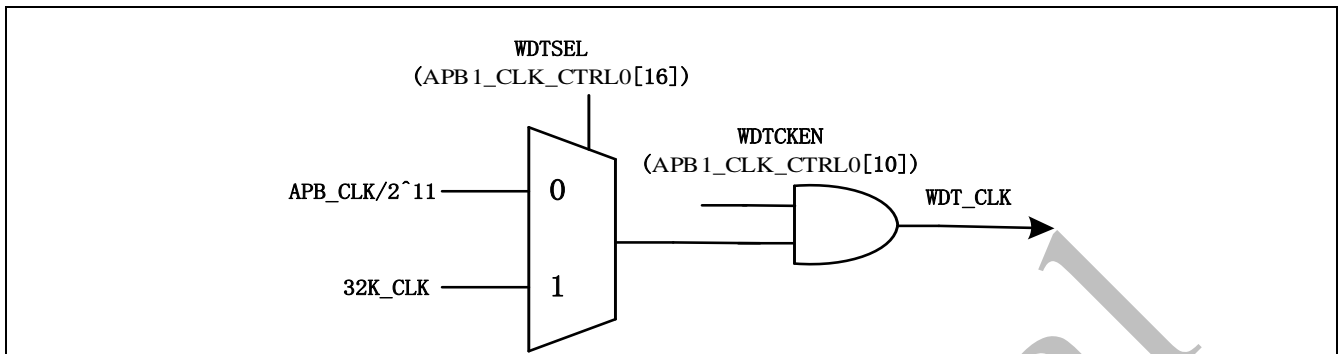 WDTSEL
(APB1_CLK_CTRL0[16])
WDTCKEN
(APB1_CLK_CTRL0[10])
APB_CLK/2^11
0
WDT_CLK
32K_CLK
1